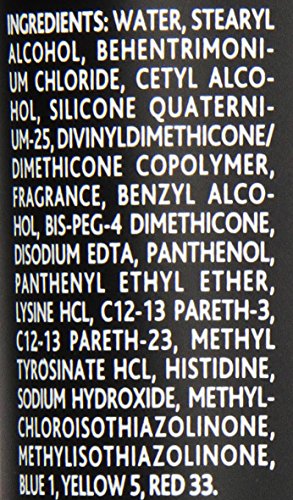 INGREDIENTS: WATER, STEARYL
ALCOHOL, BEHENTRIMONI-
UM CHLORIDE, CETYL ALCO-
HOL, SILICONE QUATERNI-
UM-25, DIVINYLDIMETHICONE/
DIMETHICONE COPOLYMER,
FRAGRANCE, BENZYL ALCO-
HOL, BIS-PEG-4 DIMETHICONE,
DISODIUM EDTA, PANTHENOL,
PANTHENYL ETHYL ETHER,
LYSINE HCL, C12-13 PARETH-3,
C12-13 PARETH-23, METHYL
TYROSINATE HCL, HISTIDINE,
SODIUM HYDROXIDE, METHYL-
CHLOROISOTHIAZOLINONE,
METHYLISOTHIAZOLINONE,
BLUE 1, YELLOW 5, RED 33.